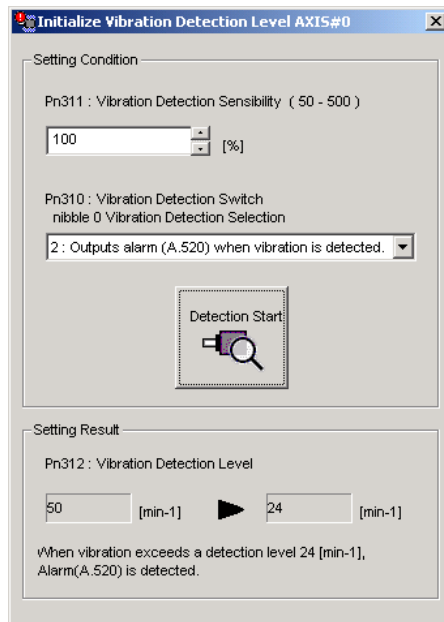 Initialize Vibration Detection Level AXIS#0
Setting Condition
Pn311 : Vibration Detection Sensibility ( 50 - 500 )
100
[%]
Pn310 : Vibration Detection Switch
nibble 0 Vibration Detection Selection
2 : Outputs alarm (A.520) when vibration is detected.
Detection Start
Setting Result
Pn312 : Vibration Detection Level
50 [min-1] 24 [min-1]
When vibration exceeds a detection level 24 [min-1],
Alarm(A.520) is detected.